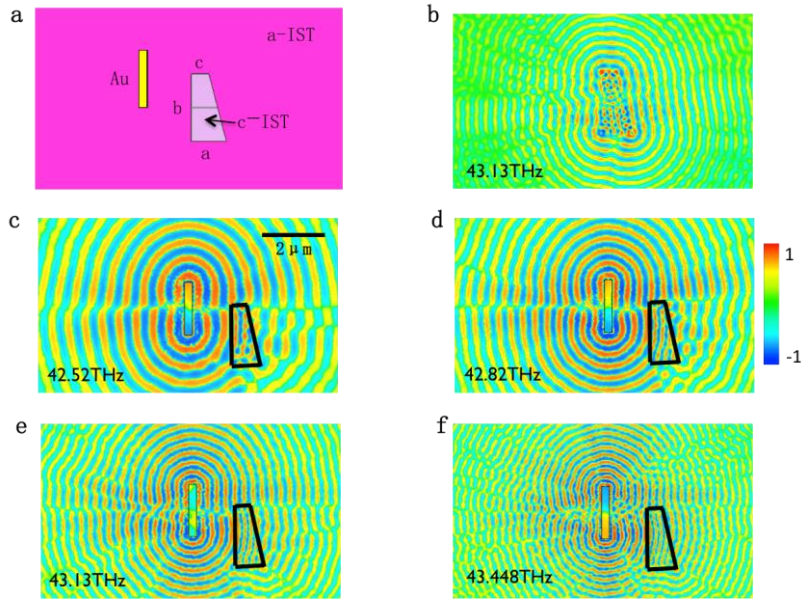 a
a-IST
Au
c
b
c-IST
a
b
43.13THz
c
2μm
42.52THz
d
42.82THz
1
-1
e
43.13THz
f
43.448THz